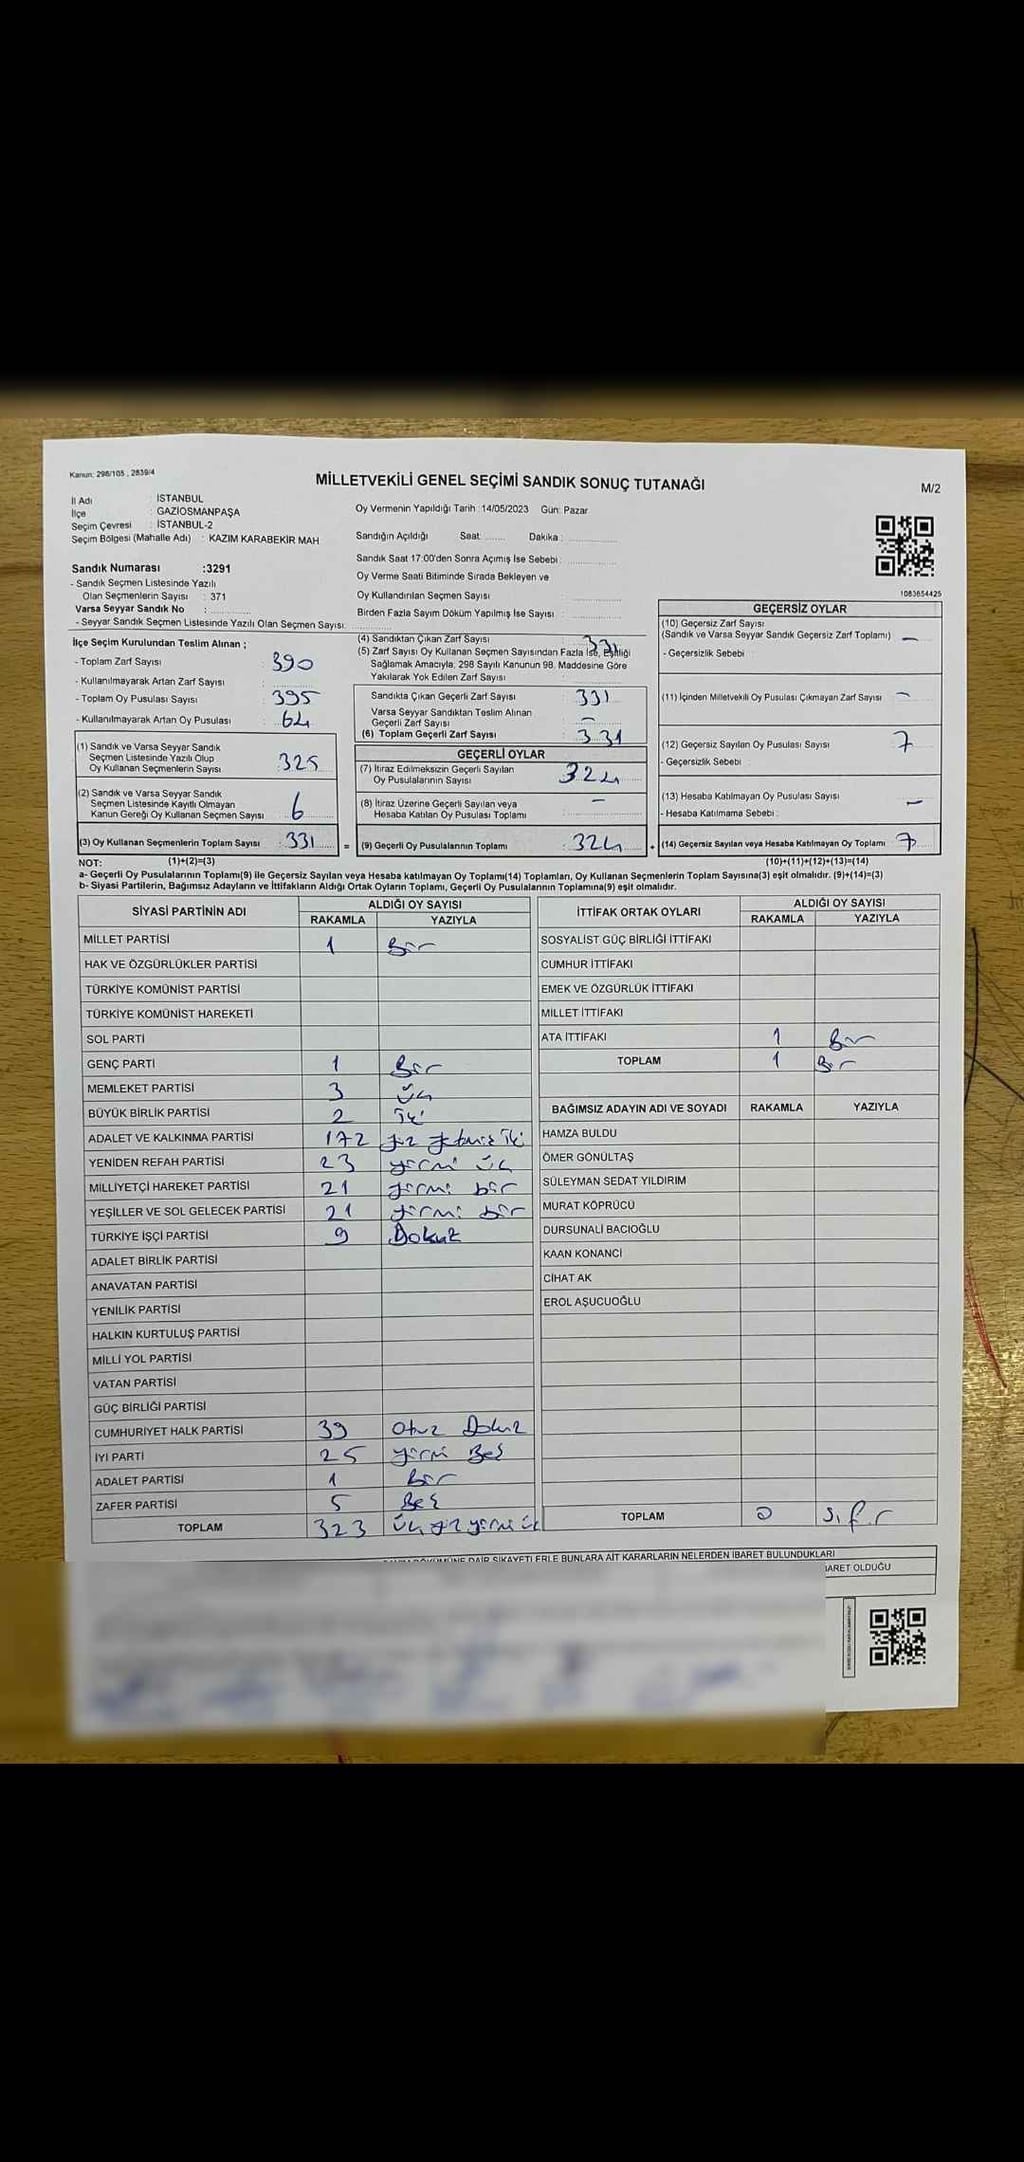 Kanun: 298/105 , 2839/4
MİLLETVEKİLİ GENEL SEÇİMİ SANDIK SONUÇ TUTANAĞI
M/2
İl Adı : İSTANBUL
İlçe : GAZİOSMANPAŞA
Seçim Çevresi : İSTANBUL-2
Seçim Bölgesi (Mahalle Adı) : KAZIM KARABEKİR MAH
Oy Vermenin Yapıldığı Tarih :14/05/2023 Gün: Pazar
Sandığın Açıldığı Saat: ....... Dakika: .......
Sandık Saat 17:00'den Sonra Açımış İse Sebebi: .......
Oy Verme Saati Bitiminde Sırada Bekleyen ve
Oy Kullandırılan Seçmen Sayısı .......
Birden Fazla Sayım Döküm Yapılmış İse Sayısı .......
1083654425
Sandık Numarası :3291
- Sandık Seçmen Listesinde Yazılı
Olan Seçmenlerin Sayısı : 371
Varsa Seyyar Sandık No : .......
- Seyyar Sandık Seçmen Listesinde Yazılı Olan Seçmen Sayısı: .......
İlçe Seçim Kurulundan Teslim Alınan ;
- Toplam Zarf Sayısı : 390
- Kullanılmayarak Artan Zarf Sayısı
- Toplam Oy Pusulası Sayısı : 395
- Kullanılmayarak Artan Oy Pusulası : 64
(1) Sandık ve Varsa Seyyar Sandık
Seçmen Listesinde Yazılı Olup
Oy Kullanan Seçmenlerin Sayısı : 325
(2) Sandık ve Varsa Seyyar Sandık
Seçmen Listesinde Kayıtlı Olmayan
Kanun Gereği Oy Kullanan Seçmen Sayısı : 6
(3) Oy Kullanan Seçmenlerin Toplam Sayısı : 331
=
(4) Sandıktan Çıkan Zarf Sayısı : 331
(5) Zarf Sayısı Oy Kullanan Seçmen Sayısından Fazla İse, Eşitliği
Sağlamak Amacıyla, 298 Sayılı Kanunun 98. Maddesine Göre
Yakılarak Yok Edilen Zarf Sayısı
Sandıkta Çıkan Geçerli Zarf Sayısı : 331
Varsa Seyyar Sandıktan Teslim Alınan
Geçerli Zarf Sayısı : –
(6) Toplam Geçerli Zarf Sayısı : 331
GEÇERLİ OYLAR
(7) İtiraz Edilmeksizin Geçerli Sayılan
Oy Pusulalarının Sayısı : 324
(8) İtiraz Üzerine Geçerli Sayılan veya
Hesaba Katılan Oy Pusulası Toplamı : –
(9) Geçerli Oy Pusulalarının Toplamı : 324
+
GEÇERSİZ OYLAR
(10) Geçersiz Zarf Sayısı
(Sandık ve Varsa Seyyar Sandık Geçersiz Zarf Toplamı) –
- Geçersizlik Sebebi
(11) İçinden Milletvekili Oy Pusulası Çıkmayan Zarf Sayısı –
(12) Geçersiz Sayılan Oy Pusulası Sayısı 7
- Geçersizlik Sebebi
(13) Hesaba Katılmayan Oy Pusulası Sayısı –
- Hesaba Katılmama Sebebi :
(14) Geçersiz Sayılan veya Hesaba Katılmayan Oy Toplamı 7
NOT: (1)+(2)=(3) (10)+(11)+(12)+(13)=(14)
a- Geçerli Oy Pusulalarının Toplamı(9) ile Geçersiz Sayılan veya Hesaba katılmayan Oy Toplamı(14) Toplamları, Oy Kullanan Seçmenlerin Toplam Sayısına(3) eşit olmalıdır. (9)+(14)=(3)
b- Siyasi Partilerin, Bağımsız Adayların ve İttifakların Aldığı Ortak Oyların Toplamı, Geçerli Oy Pusulalarının Toplamına(9) eşit olmalıdır.
SİYASİ PARTİNİN ADI ALDIĞI OY SAYISI
RAKAMLA YAZIYLA
MİLLET PARTİSİ 1 Bir
HAK VE ÖZGÜRLÜKLER PARTİSİ
TÜRKİYE KOMÜNİST PARTİSİ
TÜRKİYE KOMÜNİST HAREKETİ
SOL PARTİ
GENÇ PARTİ 1 Bir
MEMLEKET PARTİSİ 3 Üç
BÜYÜK BİRLİK PARTİSİ 2 İki
ADALET VE KALKINMA PARTİSİ 172 yüz yetmiş iki
YENİDEN REFAH PARTİSİ 23 yirmi üç
MİLLİYETÇİ HAREKET PARTİSİ 21 yirmi bir
YEŞİLLER VE SOL GELECEK PARTİSİ 21 yirmi bir
TÜRKİYE İŞÇİ PARTİSİ 9 Dokuz
ADALET BİRLİK PARTİSİ
ANAVATAN PARTİSİ
YENİLİK PARTİSİ
HALKIN KURTULUŞ PARTİSİ
MİLLİ YOL PARTİSİ
VATAN PARTİSİ
GÜÇ BİRLİĞİ PARTİSİ
CUMHURİYET HALK PARTİSİ 39 Otuz Dokuz
İYİ PARTİ 25 yirmi Beş
ADALET PARTİSİ 1 Bir
ZAFER PARTİSİ 5 Beş
TOPLAM 323 üç yüz yirmi üç
İTTİFAK ORTAK OYLARI ALDIĞI OY SAYISI
RAKAMLA YAZIYLA
SOSYALİST GÜÇ BİRLİĞİ İTTİFAKI
CUMHUR İTTİFAKI
EMEK VE ÖZGÜRLÜK İTTİFAKI
MİLLET İTTİFAKI
ATA İTTİFAKI 1 Bir
TOPLAM 1 Bir
BAĞIMSIZ ADAYIN ADI VE SOYADI RAKAMLA YAZIYLA
HAMZA BULDU
ÖMER GÖNÜLTAŞ
SÜLEYMAN SEDAT YILDIRIM
MURAT KÖPRÜCÜ
DURSUNALİ BACIOĞLU
KAAN KONANCİ
CİHAT AK
EROL AŞUCUOĞLU
TOPLAM 0 Sıfır
DAİR ŞİKAYETLERLE BUNLARA AİT KARARLARIN NELERDEN İBARET BULUNDUKLARI
BARET OLDUĞU